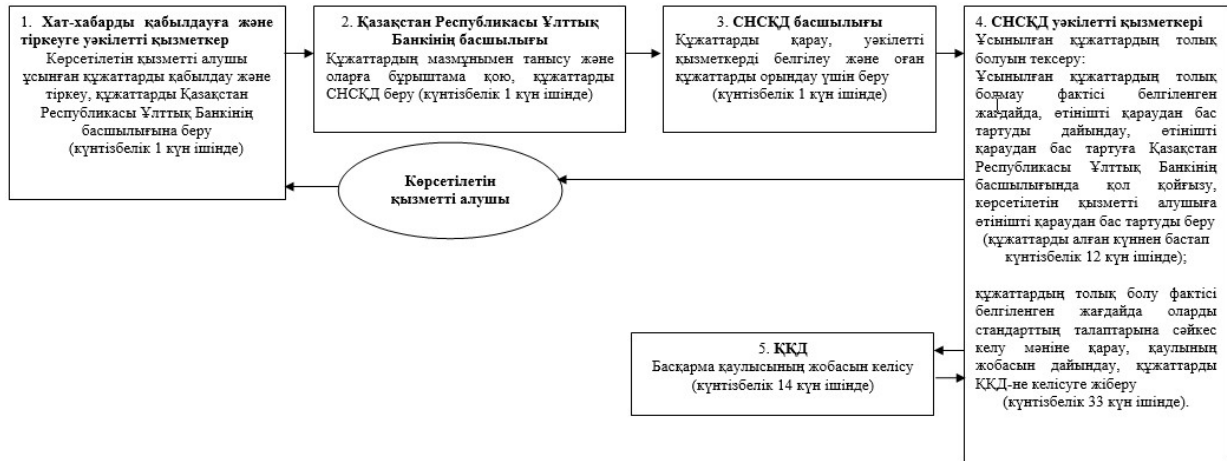 1. Хат-хабарды қабылдауға және
тіркеуге уәкілетті қызметкер
Көрсетілетін қызметті алушы
ұсынған құжаттарды қабылдау және
тіркеу, құжаттарды Қазақстан
Республикасы Ұлттық Банкінің
басшылығына беру
(күнтізбелік 1 күн ішінде)
2. Қазақстан Республикасы Ұлттық
Банкінің басшылығы
Құжаттардың мазмұнымен танысу және
оларға бұрыштама қою, құжаттарды
СНСҚД беру (күнтізбелік 1 күн ішінде)
3. СНСҚД басшылығы
Құжаттарды қарау, уәкілетті
қызметкерді белгілеу және оған
құжаттарды орындау үшін беру
(күнтізбелік 1 күн ішінде)
4. СНСҚД уәкілетті қызметкері
Ұсынылған құжаттардың толық
болуын тексеру:
Ұсынылған құжаттардың толық
болмау фактісі белгіленген
жағдайда, өтінішті қараудан бас
тартуды дайындау, өтінішті
қараудан бас тартуға Қазақстан
Республикасы Ұлттық Банкінің
басшылығында қол қойғызу,
көрсетілетін қызметті алушыға
өтінішті қараудан бас тартуды беру
(құжаттарды алған күннен бастап
күнтізбелік 12 күн ішінде);
құжаттардың толық болу фактісі
белгіленген жағдайда оларды
стандарттың талаптарына сәйкес
келу мәніне қарау, қаулының
жобасын дайындау, құжаттарды
ҚҚД-не келісуге жіберу
(күнтізбелік 33 күн ішінде).
Көрсетілетін
қызметті алушы
5. ҚҚД
Басқарма қаулысының жобасын келісу
(күнтізбелік 14 күн ішінде)